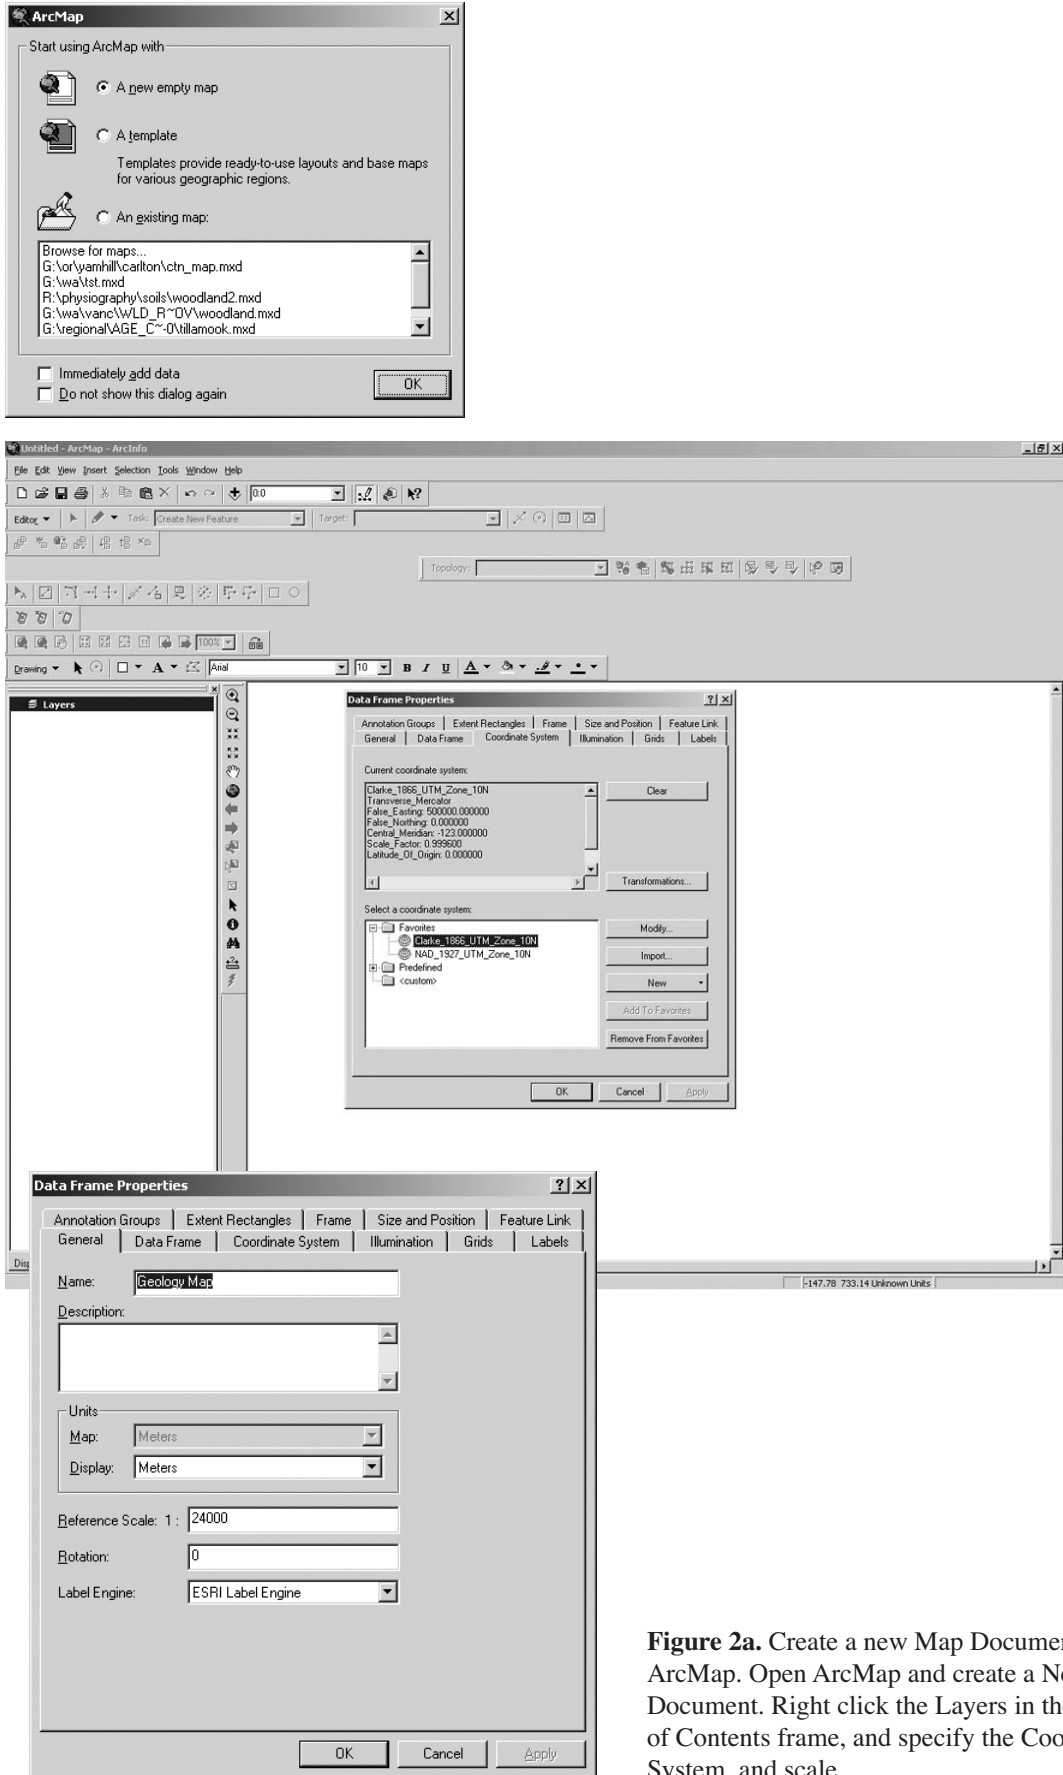 ArcMap
Start using ArcMap with
A new empty map
A template
Templates provide ready-to-use layouts and base maps
for various geographic regions.
An existing map:
Browse for maps...
G:\or\yamhill\carlton\ctn_map.mxd
G:\wa\tst.mxd
R:\physiography\soils\woodland2.mxd
G:\wa\vanc\WLD_R~OV\woodland.mxd
G:\regional\AGE_C~-0\tillamook.mxd
Immediately add data
Do not show this dialog again
OK
Untitled - ArcMap - ArcInfo
File Edit View Insert Selection Tools Window Help
0:0
Editor Task: Create New Feature Target:
Topology:
100%
Drawing A Arial 10 B I U A
Layers
Data Frame Properties
Annotation Groups Extent Rectangles Frame Size and Position Feature Link
General Data Frame Coordinate System Illumination Grids Labels
Current coordinate system:
Clarke_1866_UTM_Zone_10N
Transverse_Mercator
False_Easting: 500000.000000
False_Northing: 0.000000
Central_Meridian: -123.000000
Scale_Factor: 0.999600
Latitude_Of_Origin: 0.000000
Clear
Transformations...
Select a coordinate system:
Favorites
Clarke_1866_UTM_Zone_10N
NAD_1927_UTM_Zone_10N
Predefined
<custom>
Modify...
Import...
New
Add To Favorites
Remove From Favorites
OK Cancel Apply
Data Frame Properties
Annotation Groups Extent Rectangles Frame Size and Position Feature Link
General Data Frame Coordinate System Illumination Grids Labels
Name: Geology Map
Description:
Units
Map: Meters
Display: Meters
Reference Scale: 1 : 24000
Rotation: 0
Label Engine: ESRI Label Engine
OK Cancel Apply
Dis
-147.78 733.14 Unknown Units
Figure 2a. Create a new Map Docume
ArcMap. Open ArcMap and create a Ne
Document. Right click the Layers in the
of Contents frame, and specify the Coo
System, and scale.